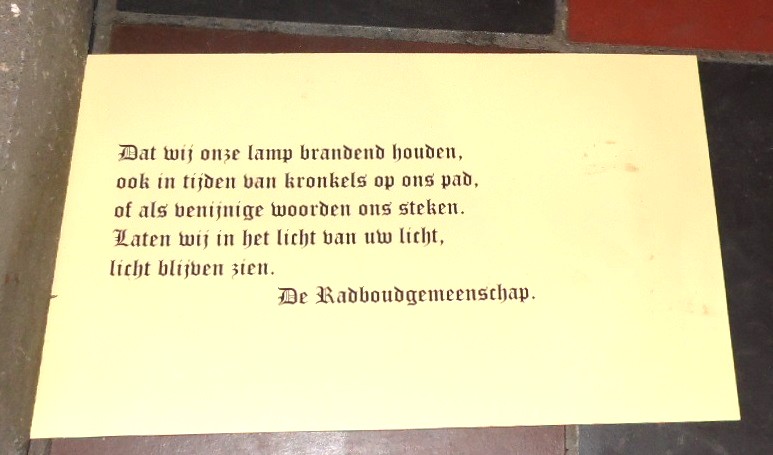 Dat wij onze lamp brandend houden,
ook in tijden van kronkels op ons pad,
of als venijnige woorden ons steken.
Laten wij in het licht van uw licht,
licht blijven zien.
De Radboudgemeenschap.